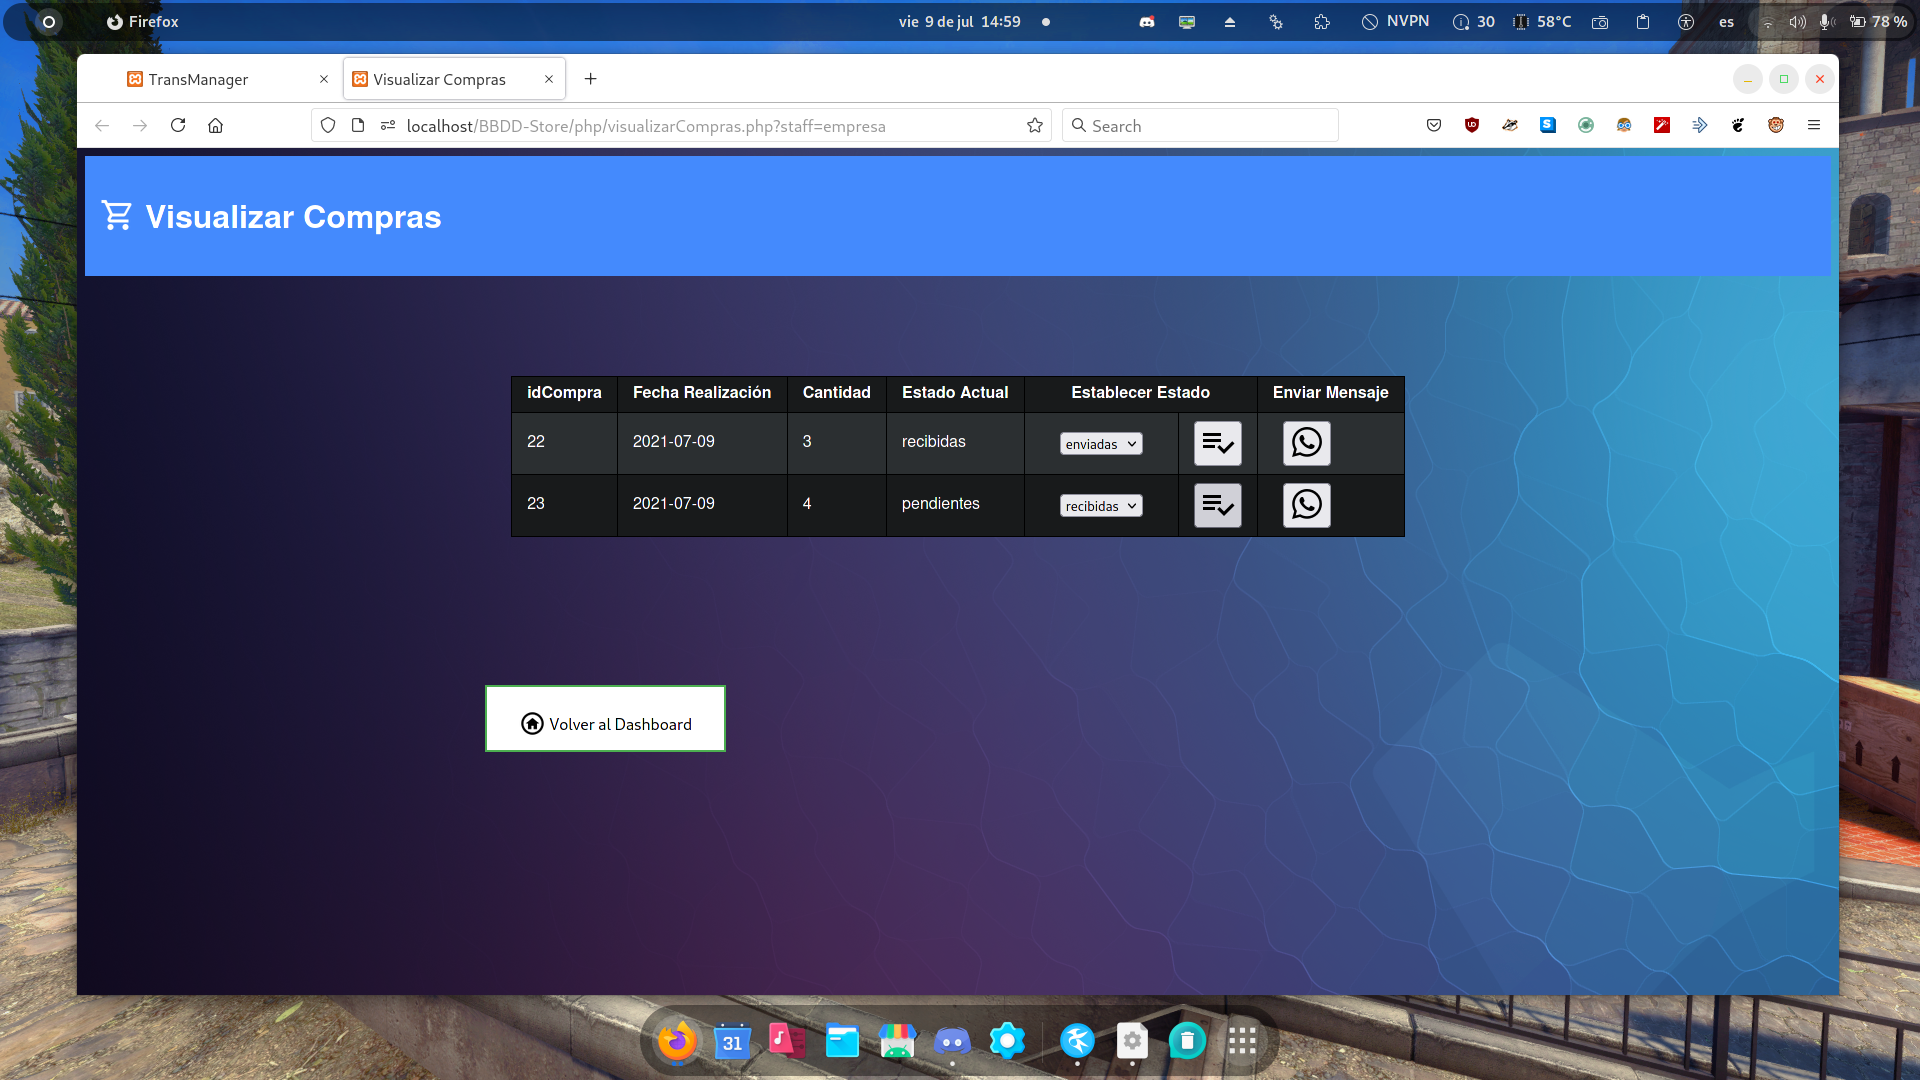 Firefox
vie 9 de jul 14:59
NVPN
30
58°C
es
78 %
TransManager
Visualizar Compras
localhost/BBDD-Store/php/visualizarCompras.php?staff=empresa
Search
Visualizar Compras
idCompra Fecha Realización Cantidad Estado Actual Establecer Estado Enviar Mensaje
22 2021-07-09 3 recibidas enviadas
23 2021-07-09 4 pendientes recibidas
Volver al Dashboard
31